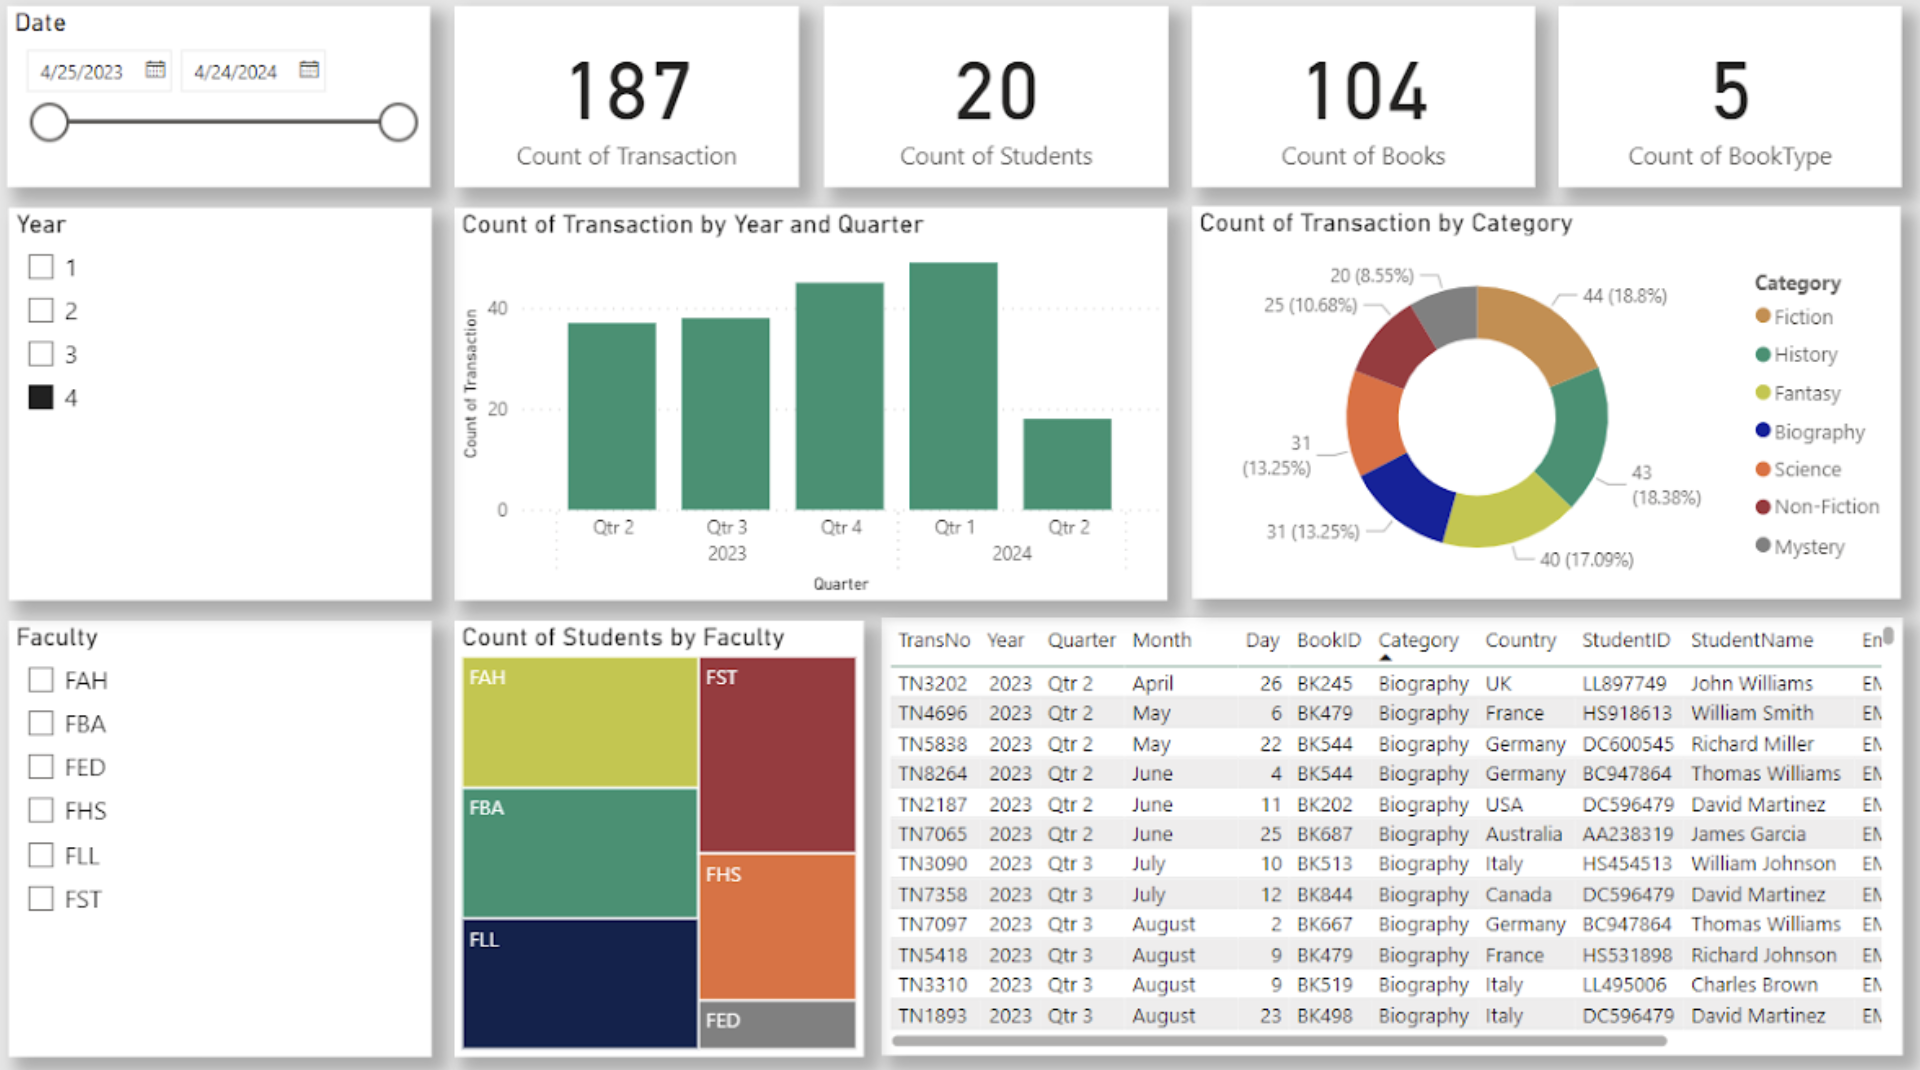 Date
4/25/2023 4/24/2024
187
Count of Transaction
20
Count of Students
104
Count of Books
5
Count of BookType
Year
1
2
3
4
Count of Transaction by Year and Quarter
Count of Transaction
40
20
0
Qtr 2 Qtr 3 Qtr 4 Qtr 1 Qtr 2
2023 2024
Quarter
Count of Transaction by Category
20 (8.55%)
44 (18.8%)
25 (10.68%)
31
(13.25%)
43
(18.38%)
31 (13.25%)
40 (17.09%)
Category
Fiction
History
Fantasy
Biography
Science
Non-Fiction
Mystery
Faculty
FAH
FBA
FED
FHS
FLL
FST
Count of Students by Faculty
FAH
FST
FBA
FHS
FLL
FED
TransNo Year Quarter Month Day BookID Category Country StudentID StudentName En
TN3202 2023 Qtr 2 April 26 BK245 Biography UK LL897749 John Williams EN
TN4696 2023 Qtr 2 May 6 BK479 Biography France HS918613 William Smith EN
TN5838 2023 Qtr 2 May 22 BK544 Biography Germany DC600545 Richard Miller EN
TN8264 2023 Qtr 2 June 4 BK544 Biography Germany BC947864 Thomas Williams EN
TN2187 2023 Qtr 2 June 11 BK202 Biography USA DC596479 David Martinez EN
TN7065 2023 Qtr 2 June 25 BK687 Biography Australia AA238319 James Garcia EN
TN3090 2023 Qtr 3 July 10 BK513 Biography Italy HS454513 William Johnson EN
TN7358 2023 Qtr 3 July 12 BK844 Biography Canada DC596479 David Martinez EN
TN7097 2023 Qtr 3 August 2 BK667 Biography Germany BC947864 Thomas Williams EN
TN5418 2023 Qtr 3 August 9 BK479 Biography France HS531898 Richard Johnson EN
TN3310 2023 Qtr 3 August 9 BK519 Biography Italy LL495006 Charles Brown EN
TN1893 2023 Qtr 3 August 23 BK498 Biography Italy DC596479 David Martinez EN